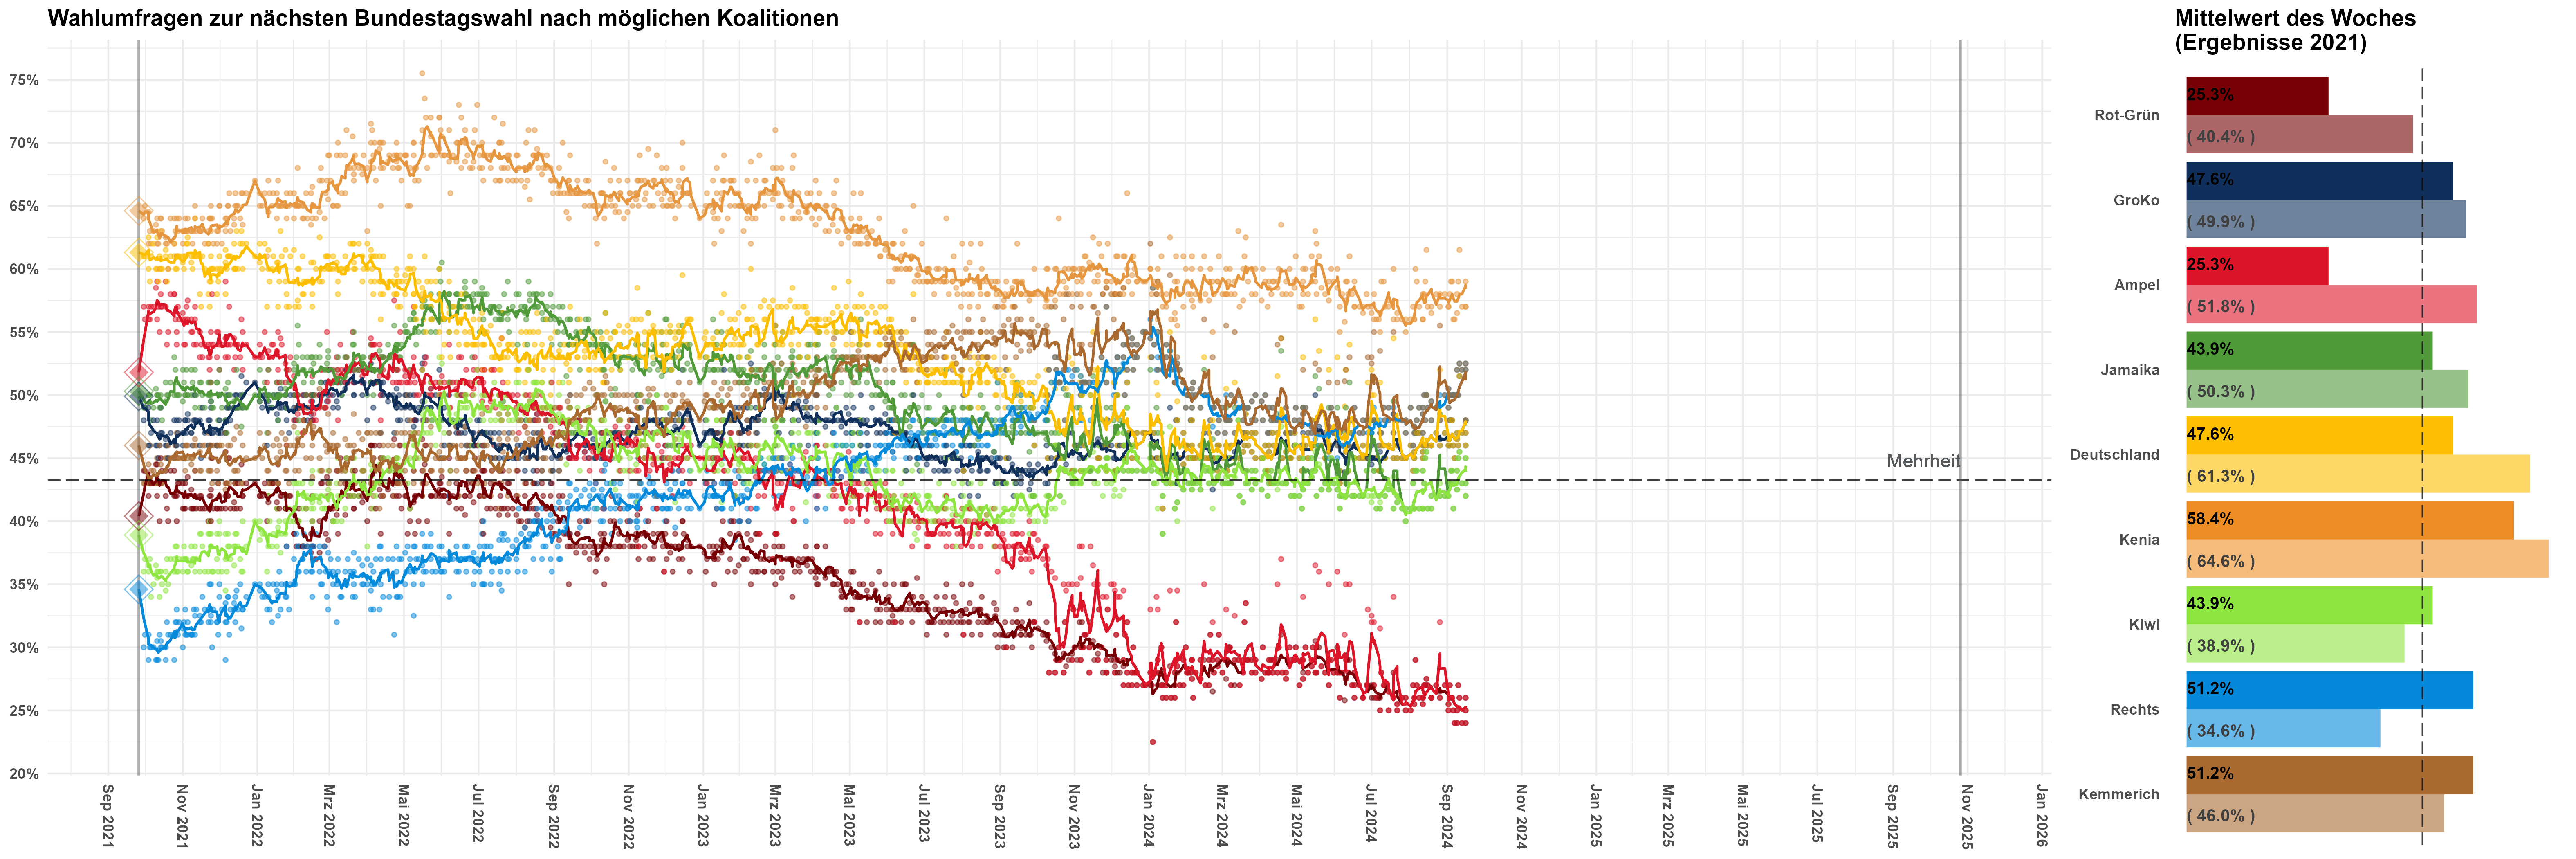 Wahlumfragen zur nächsten Bundestagswahl nach möglichen Koalitionen
75%
70%
65%
60%
55%
50%
45%
40%
35%
30%
25%
20%
Mehrheit
Sep 2021
Nov 2021
Jan 2022
Mrz 2022
Mai 2022
Jul 2022
Sep 2022
Nov 2022
Jan 2023
Mrz 2023
Mai 2023
Jul 2023
Sep 2023
Nov 2023
Jan 2024
Mrz 2024
Mai 2024
Jul 2024
Sep 2024
Nov 2024
Jan 2025
Mrz 2025
Mai 2025
Jul 2025
Sep 2025
Nov 2025
Jan 2026
Mittelwert des Woches
(Ergebnisse 2021)
Rot-Grün
25.3%
( 40.4% )
GroKo
47.6%
( 49.9% )
Ampel
25.3%
( 51.8% )
Jamaika
43.9%
( 50.3% )
Deutschland
47.6%
( 61.3% )
Kenia
58.4%
( 64.6% )
Kiwi
43.9%
( 38.9% )
Rechts
51.2%
( 34.6% )
Kemmerich
51.2%
( 46.0% )